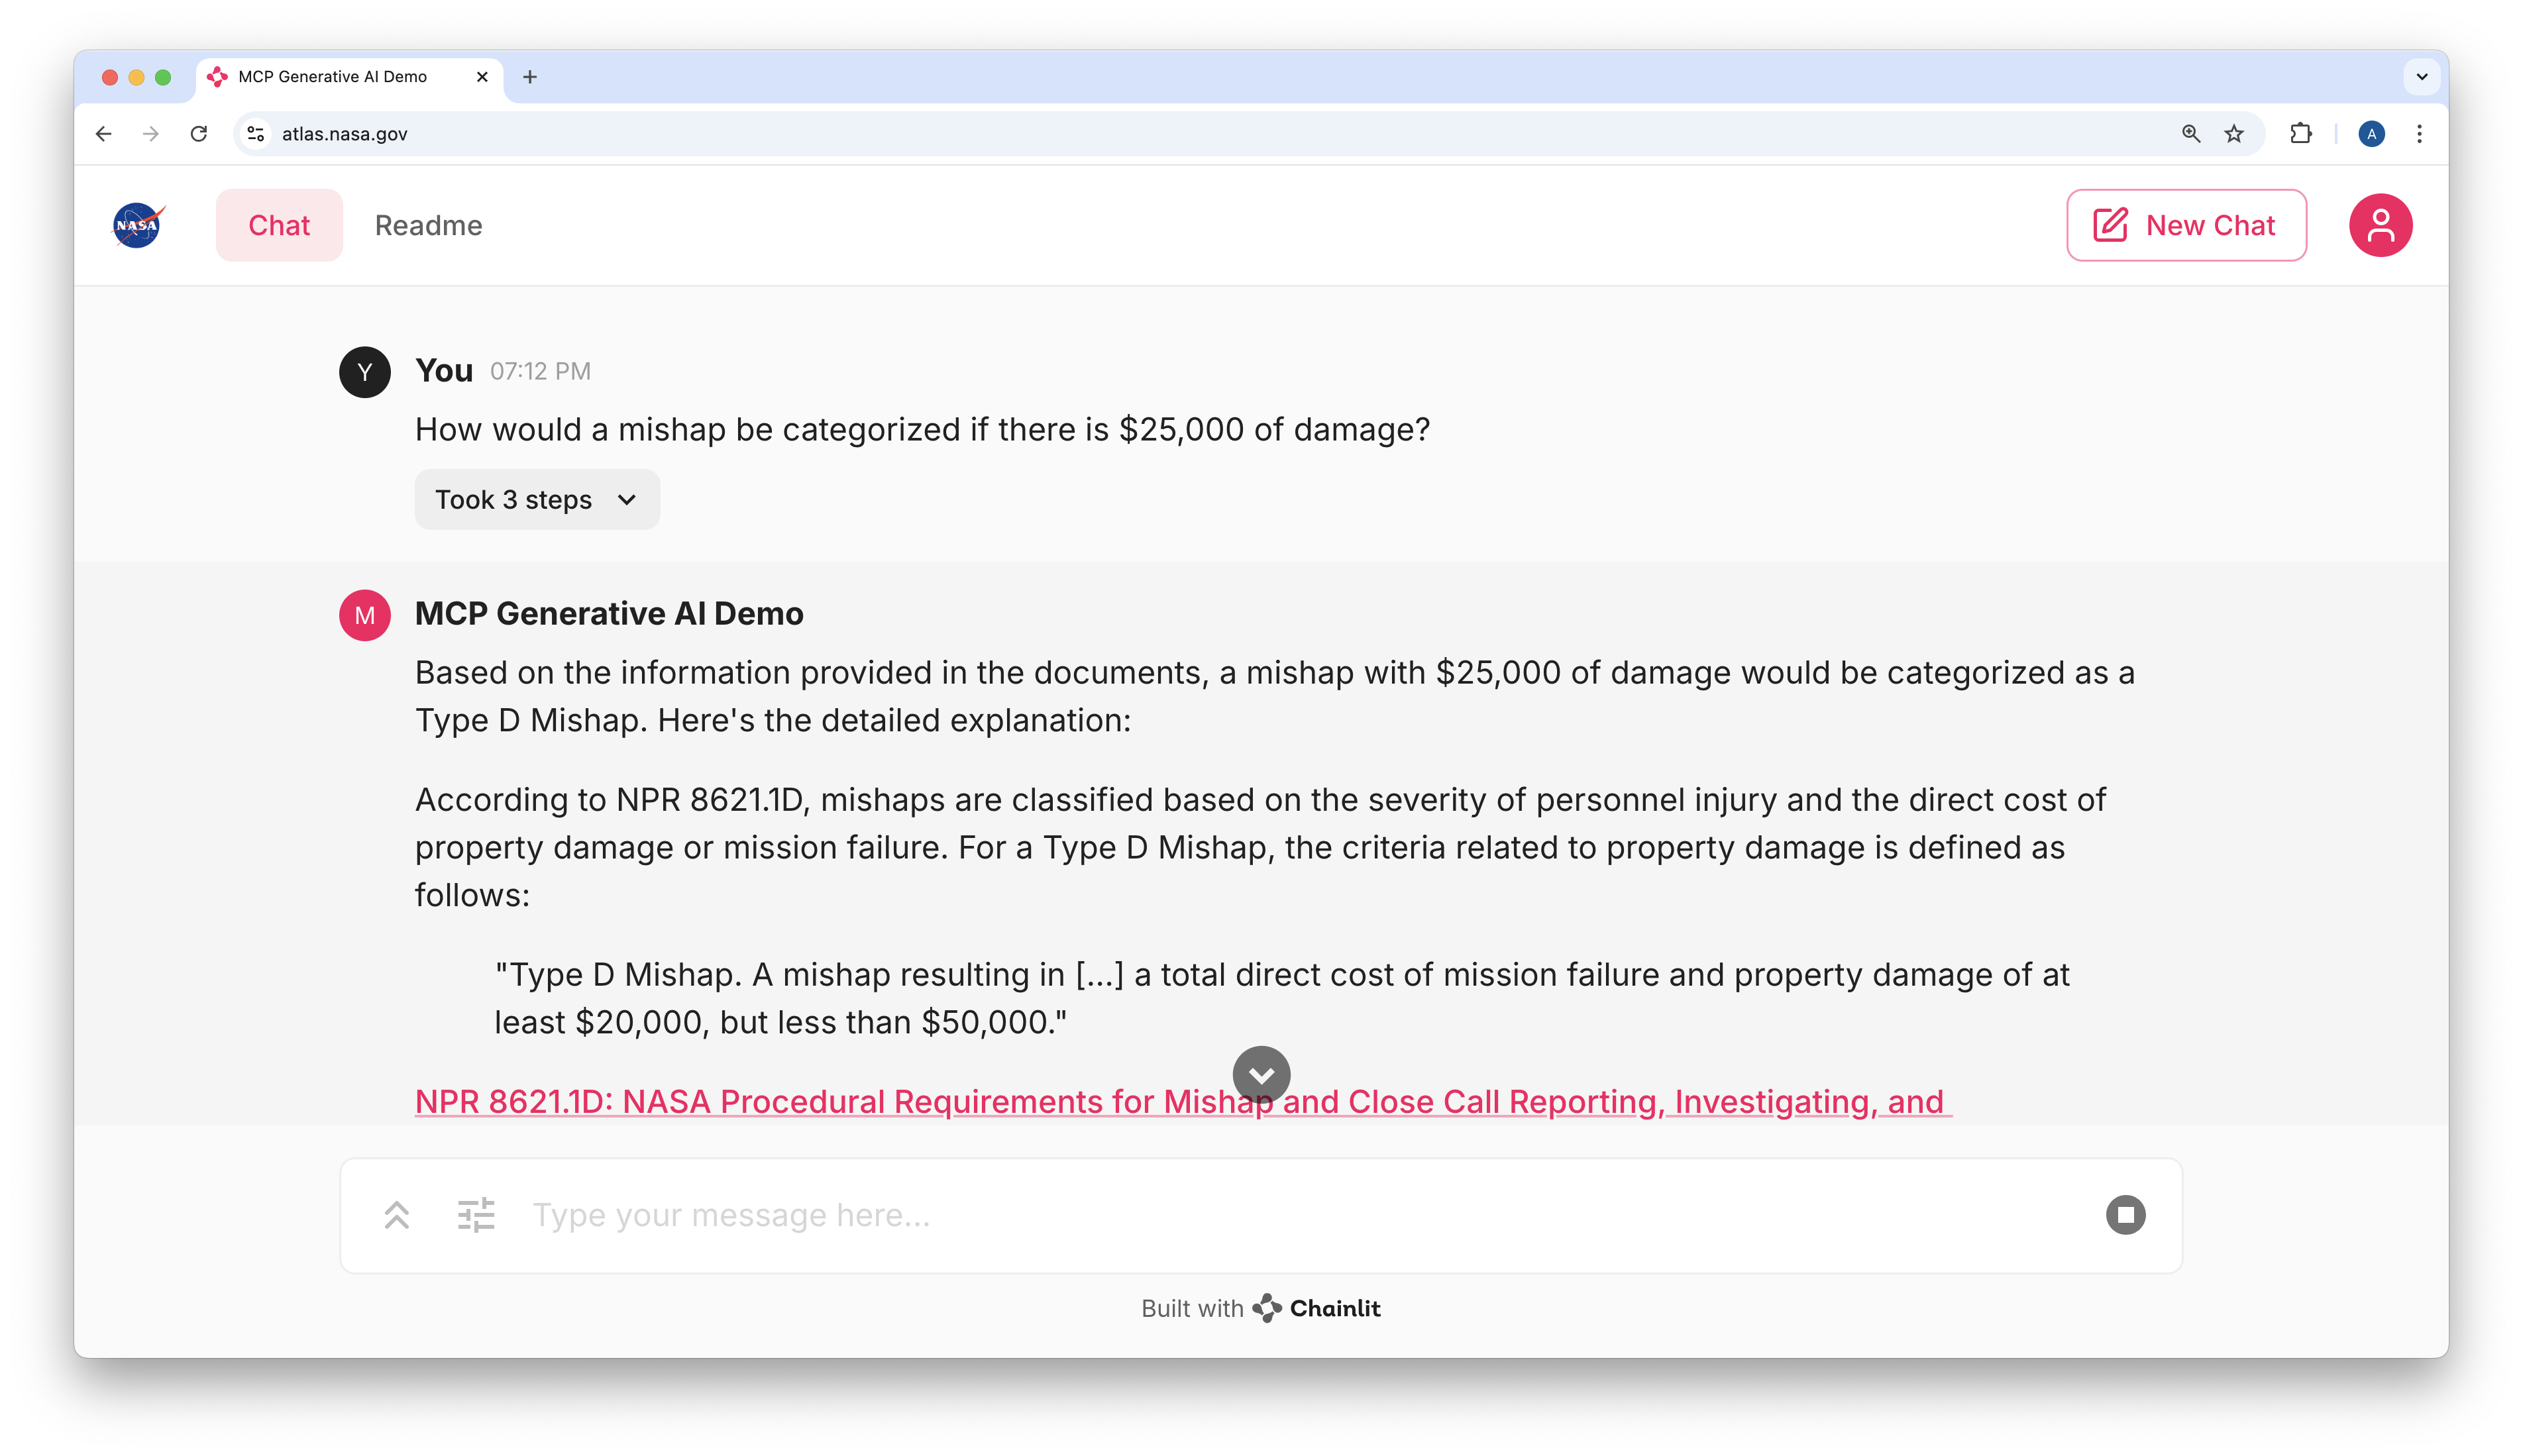 MCP Generative AI Demo
atlas.nasa.gov
A
NASA
Chat
Readme
New Chat
Y
You 07:12 PM
How would a mishap be categorized if there is $25,000 of damage?
Took 3 steps
M
MCP Generative AI Demo
Based on the information provided in the documents, a mishap with $25,000 of damage would be categorized as a
Type D Mishap. Here's the detailed explanation:
According to NPR 8621.1D, mishaps are classified based on the severity of personnel injury and the direct cost of
property damage or mission failure. For a Type D Mishap, the criteria related to property damage is defined as
follows:
"Type D Mishap. A mishap resulting in [...] a total direct cost of mission failure and property damage of at
least $20,000, but less than $50,000."
NPR 8621.1D: NASA Procedural Requirements for Mishap and Close Call Reporting, Investigating, and
Type your message here...
Built with Chainlit